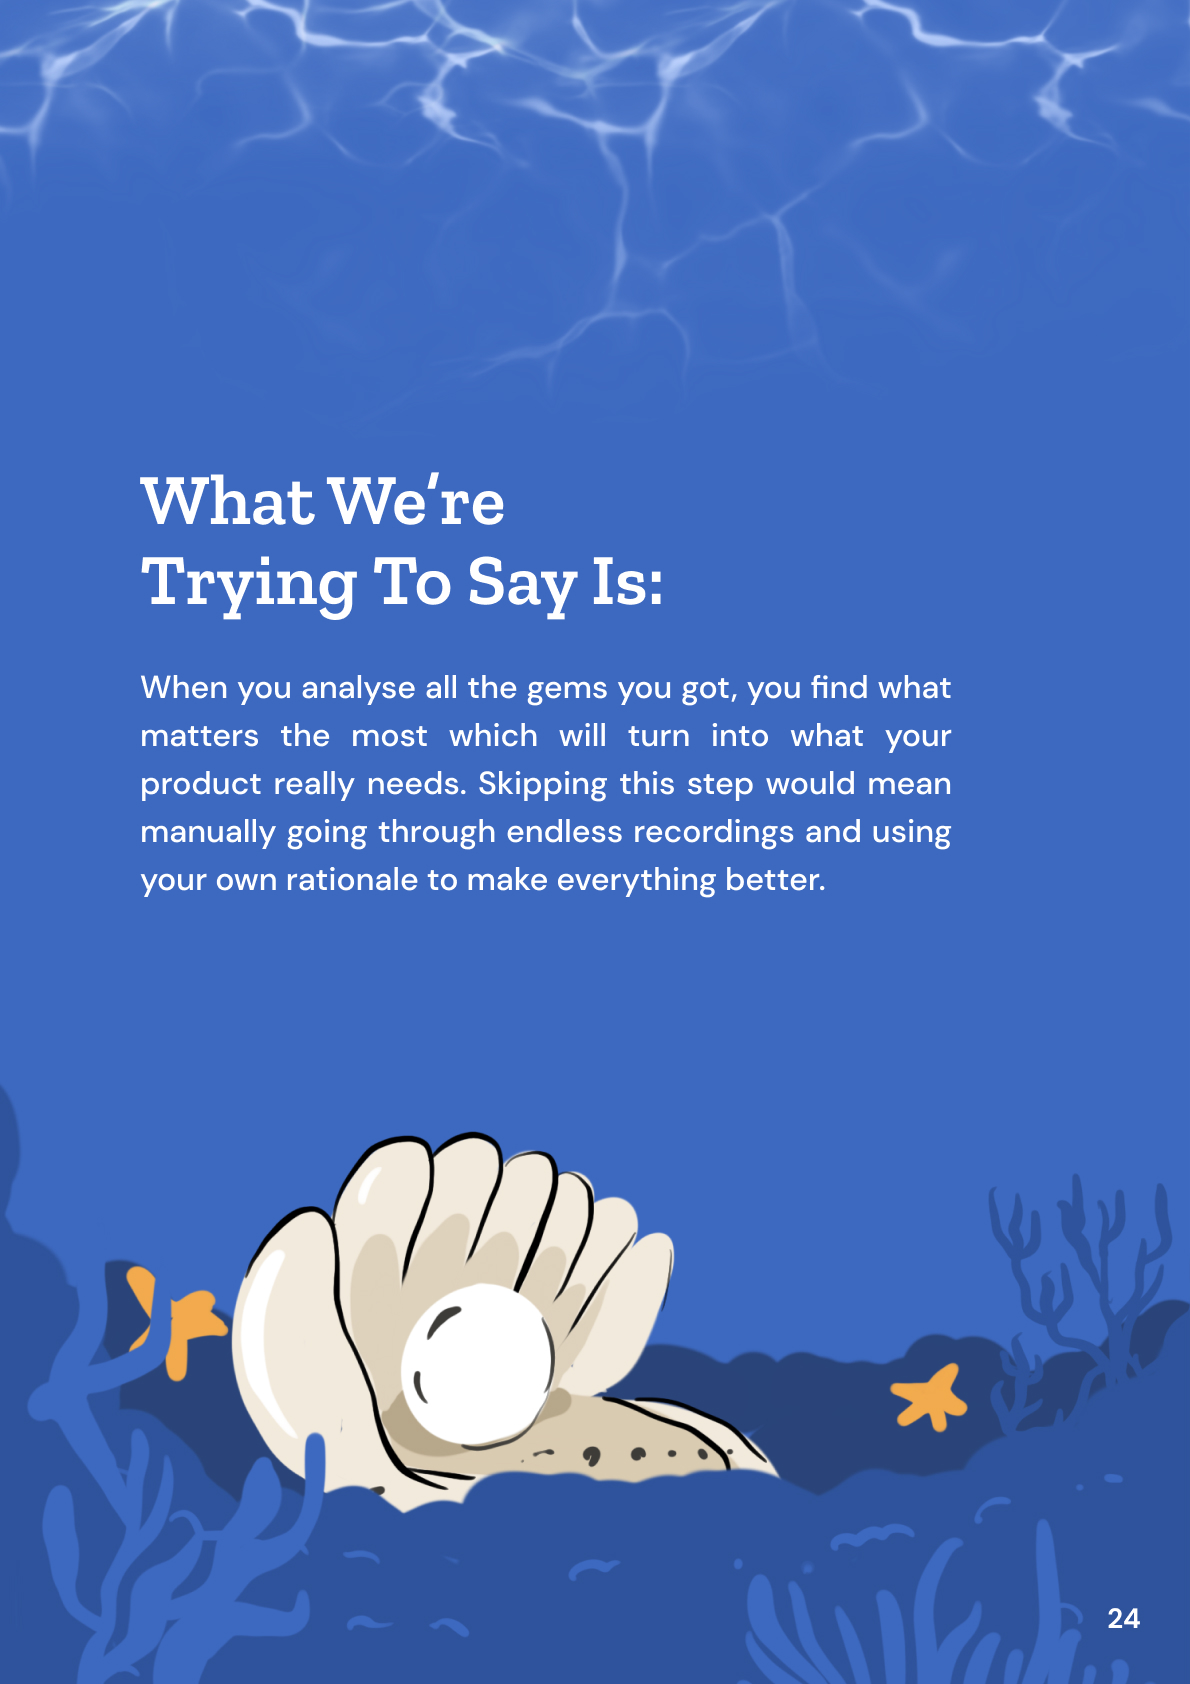 What We’re
Trying To Say Is:
When you analyse all the gems you got, you find what
matters the most which will turn into what your
product really needs. Skipping this step would mean
manually going through endless recordings and using
your own rationale to make everything better.
24